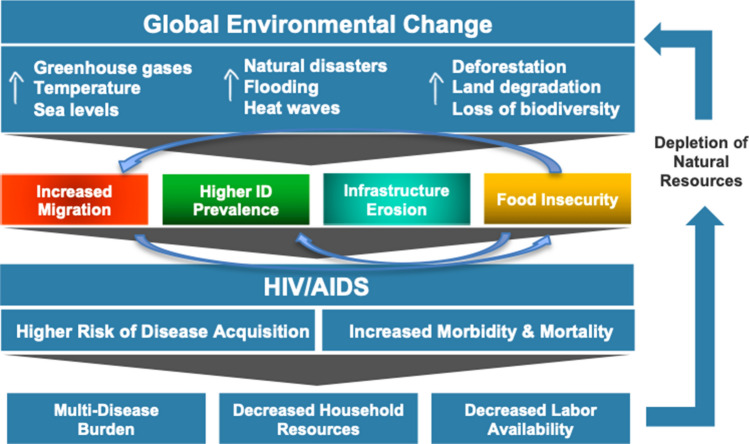 Global Environmental Change
Greenhouse gases
Temperature
Sea levels
Natural disasters
Flooding
Heat waves
Deforestation
Land degradation
Loss of biodiversity
Depletion of
Natural
Resources
Increased
Migration
Higher ID
Prevalence
Infrastructure
Erosion
Food Insecurity
HIV/AIDS
Higher Risk of Disease Acquisition
Increased Morbidity & Mortality
Multi-Disease
Burden
Decreased Household
Resources
Decreased Labor
Availability